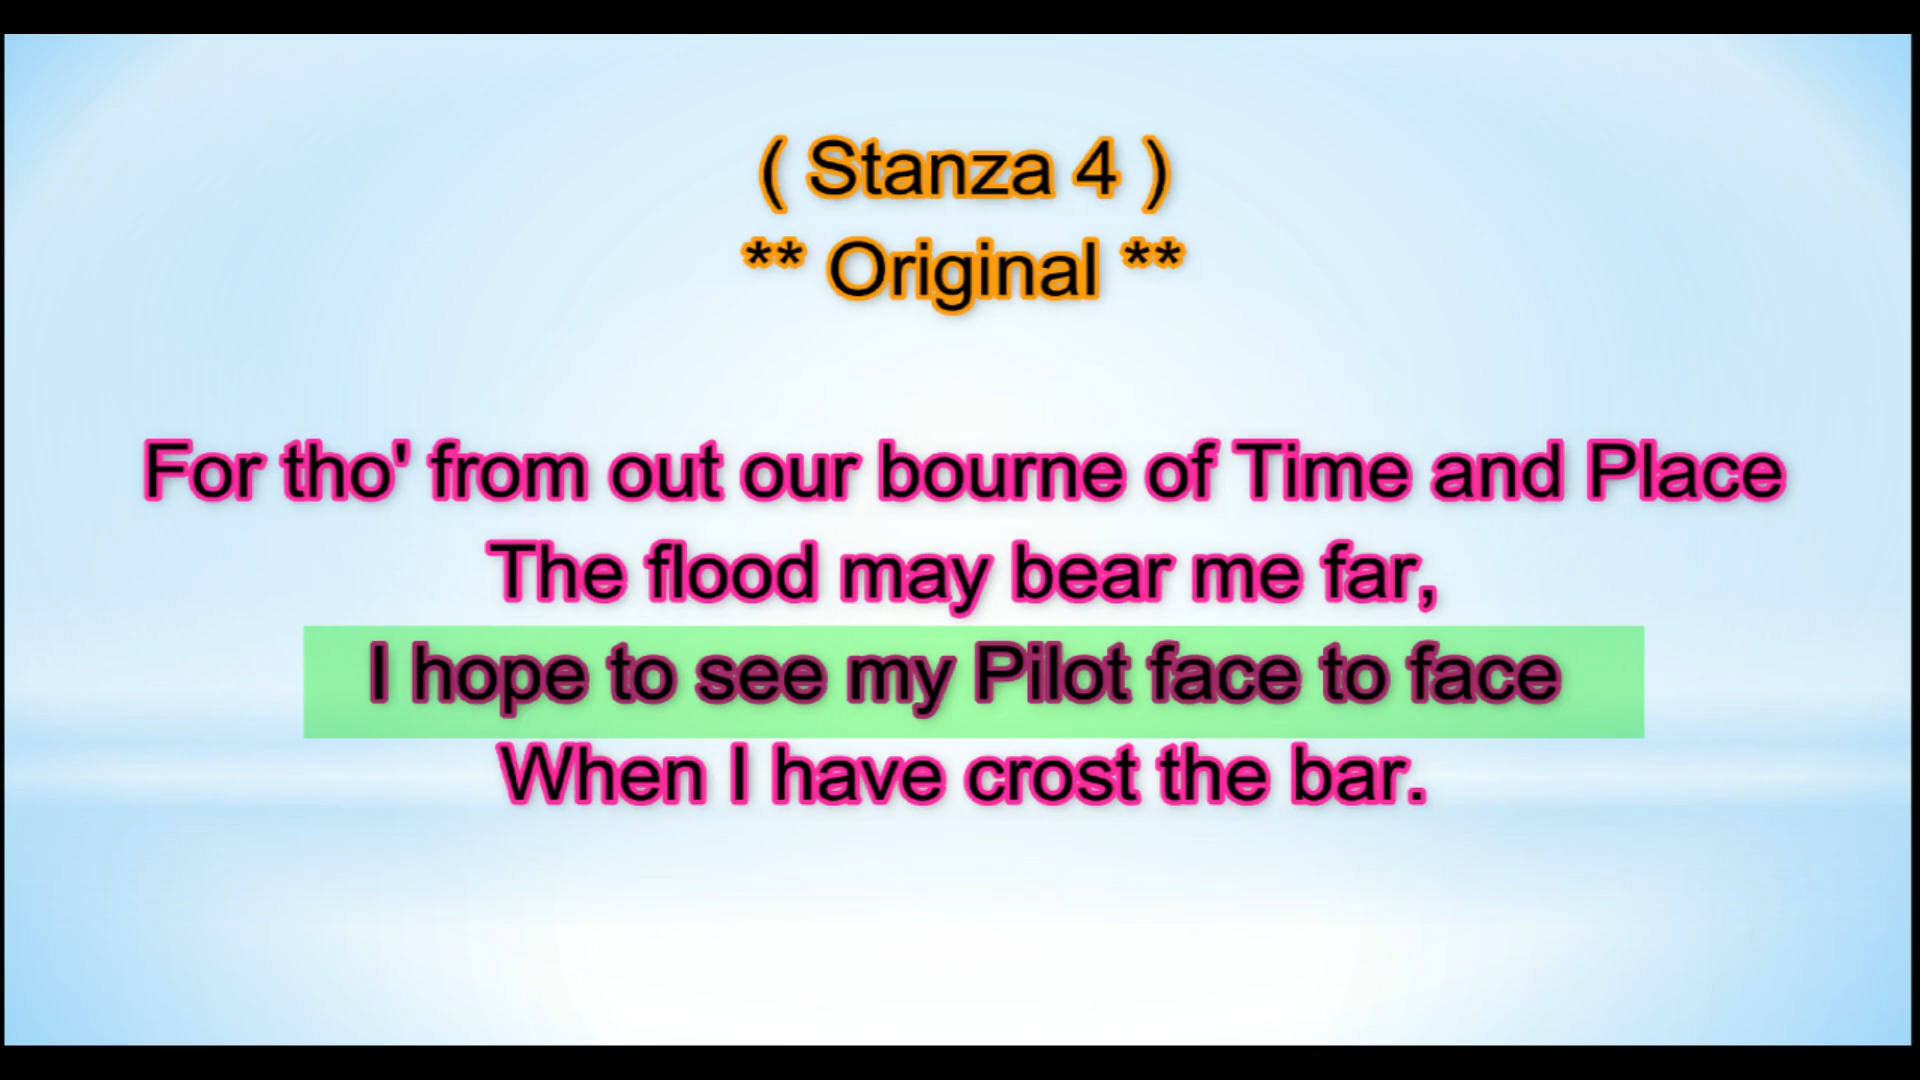 ( Stanza 4 )
** Original **
For tho' from out our bourne of Time and Place
The flood may bear me far,
I hope to see my Pilot face to face
When I have crost the bar.